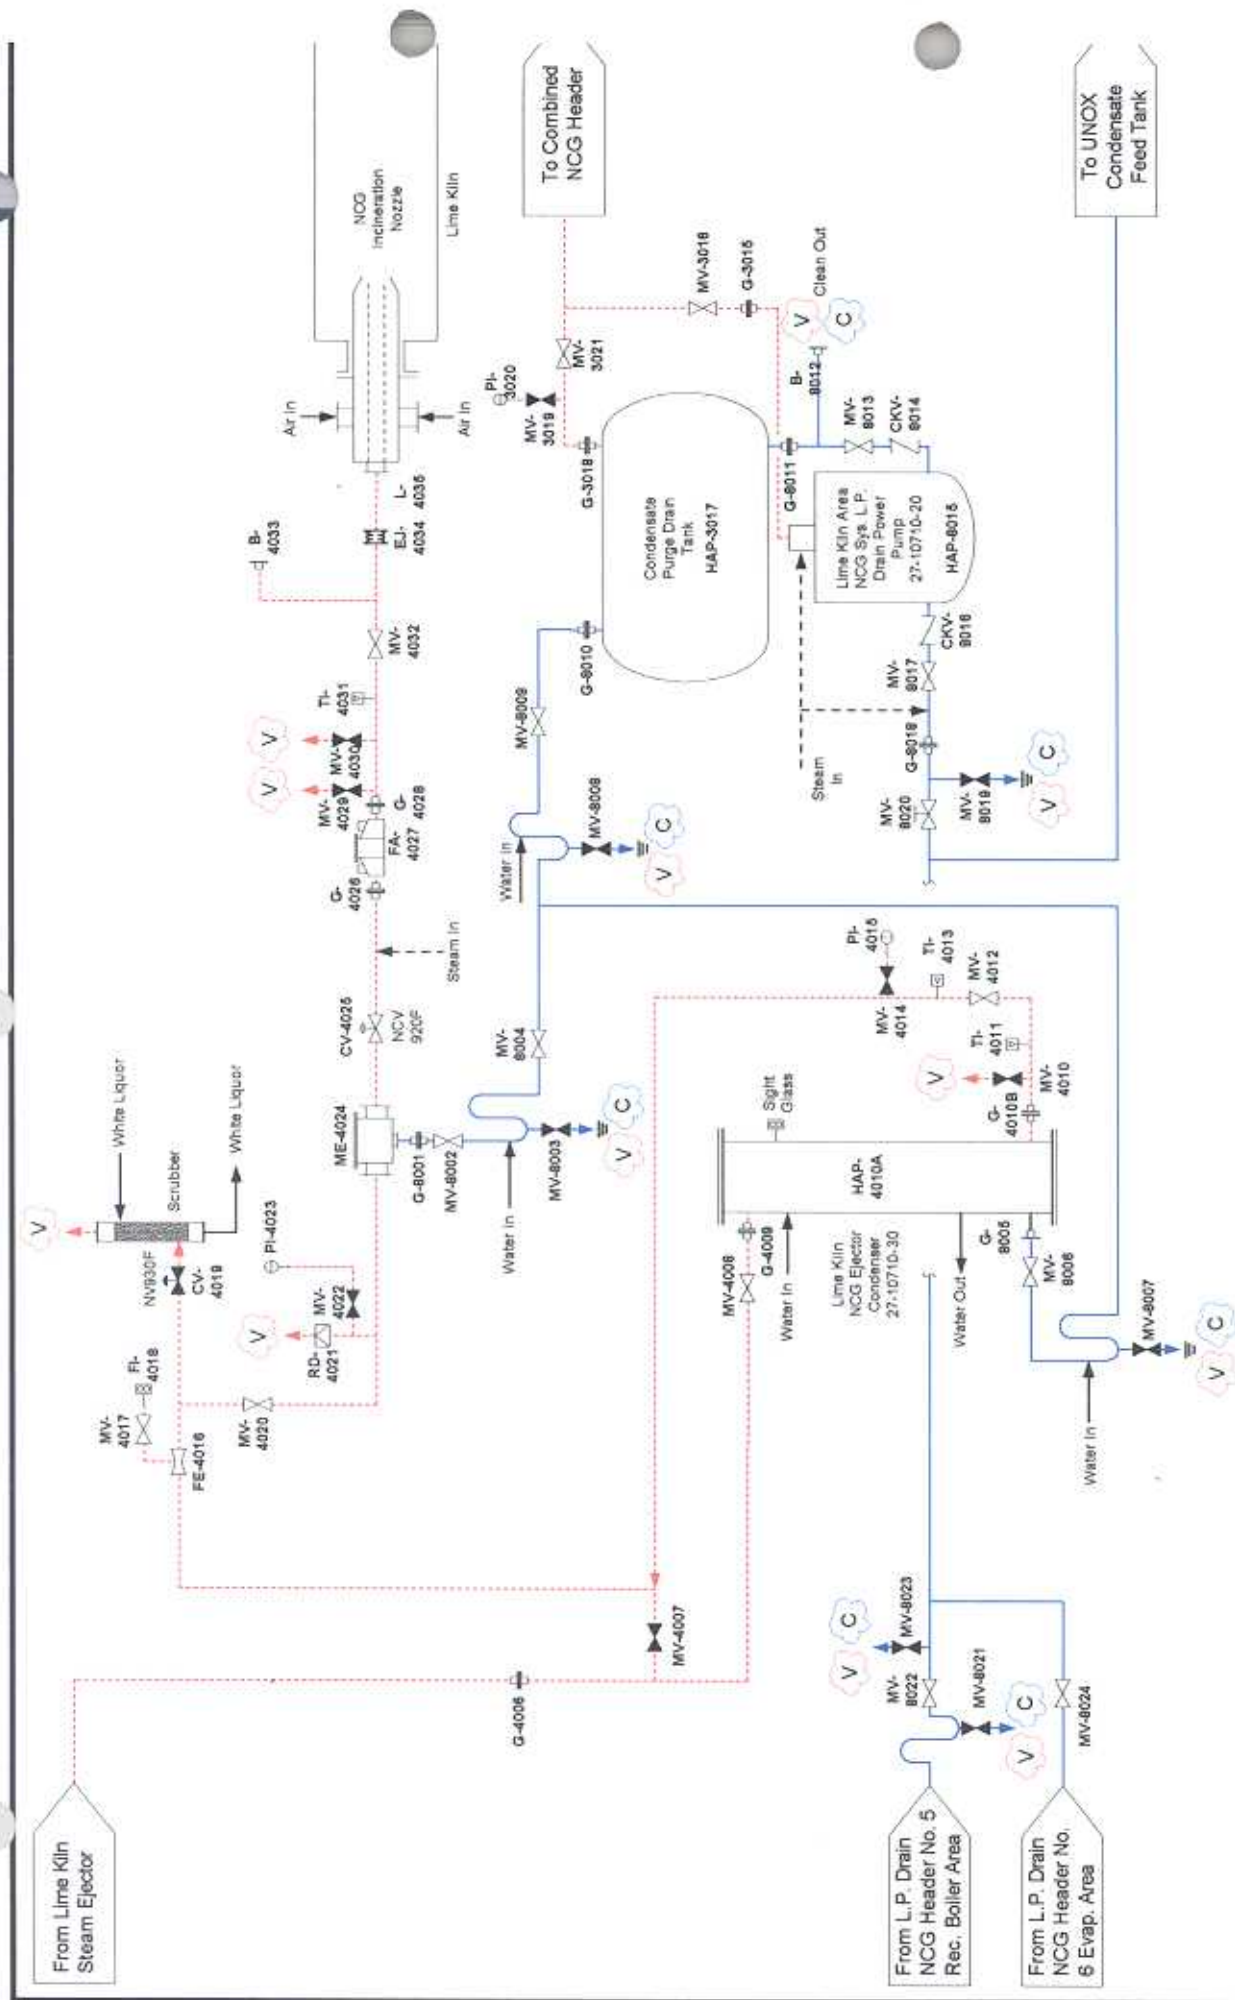 From Lime Kiln
Steam Ejector
G-4006
MV-4007
MV-
4017
FI-
4018
FE-4016
MV-
4020
NV930F
CV-
4019
V
Scrubber
White Liquor
White Liquor
V
RD-
4021
MV-
4022
PI-4023
ME-4024
G-8001
MV-8002
Water In
MV-8003
V
C
CV-4025
NCV
920F
Steam In
G-
4026
FA-
4027
G-
4028
MV-
4029
V
MV-
4030
V
TI-
4031
MV-
4032
B-
4033
EJ-
4034
L-
4035
Air In
Air In
NCG
Incineration
Nozzle
Lime Kiln
MV-
8004
Water In
MV-8008
V
C
MV-8009
G-8010
Condensate
Purge Drain
Tank
HAP-3017
G-3018
MV-
3019
PI-
3020
MV-
3021
To Combined
NCG Header
MV-3016
G-3015
V
C
Clean Out
B-
8012
G-8011
MV-
8013
CKV-
8014
Lime Kiln Area
NCG Sys. L.P.
Drain Power
Pump
27-10710-20
HAP-8015
CKV-
8016
MV-
8017
G-8018
Steam
In
MV-
8019
V
C
MV-
8020
To UNOX
Condensate
Feed Tank
MV-4008
G-4009
Water In
Lime Kiln
NCG Ejector
Condenser
27-10710-30
Water Out
HAP-
4010A
Sight
Glass
G-
4010B
MV-
4010
V
TI-
4011
MV-
4012
TI-
4013
MV-
4014
PI-
4015
G-
8005
MV-
8006
Water In
MV-8007
V
C
From L.P. Drain
NCG Header No. 5
Rec. Boiler Area
MV-8021
V
C
MV-
8022
MV-8023
V
C
From L.P. Drain
NCG Header No.
6 Evap. Area
MV-8024